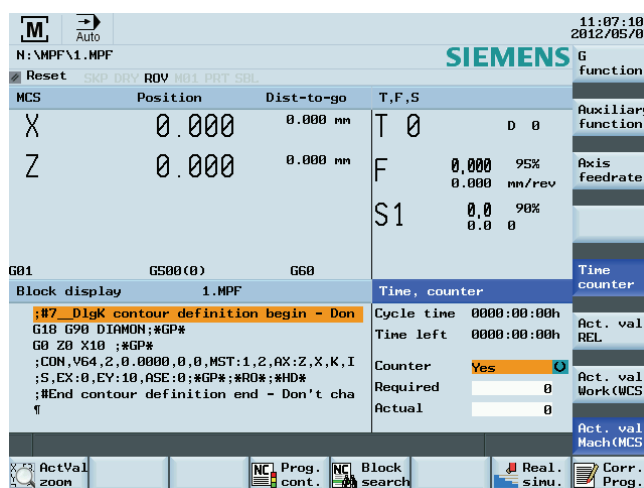 M Auto 11:07:10
2012/05/0
N:\MPF\1.MPF SIEMENS
Reset SKP DRY ROV M01 PRT SBL
G function
MCS Position Dist-to-go T,F,S
X 0.000 0.000 mm T 0 D 0
Auxiliary function
Z 0.000 0.000 mm F 0,000 95%
0.000 mm/rev
Axis feedrate
S1 0,0 90%
0.0 0
G01 G500(0) G60
Time counter
Block display 1.MPF Time, counter
;#7__DlgK contour definition begin - Don
G18 G90 DIAMON;*GP*
G0 Z0 X10 ;*GP*
;CON,V64,2,0.0000,0,0,MST:1,2,AX:Z,X,K,I
;S,EX:0,EY:10,ASE:0;*GP*;*RO*;*HD*
;#End contour definition end - Don't cha
¶
Cycle time 0000:00:00h
Time left 0000:00:00h
Counter Yes
Required 0
Actual 0
Act. val REL
Act. val Work(WCS
Act. val Mach(MCS
ActVal zoom
NC Prog. cont.
NC Block search
Real. simu.
Corr. Prog.